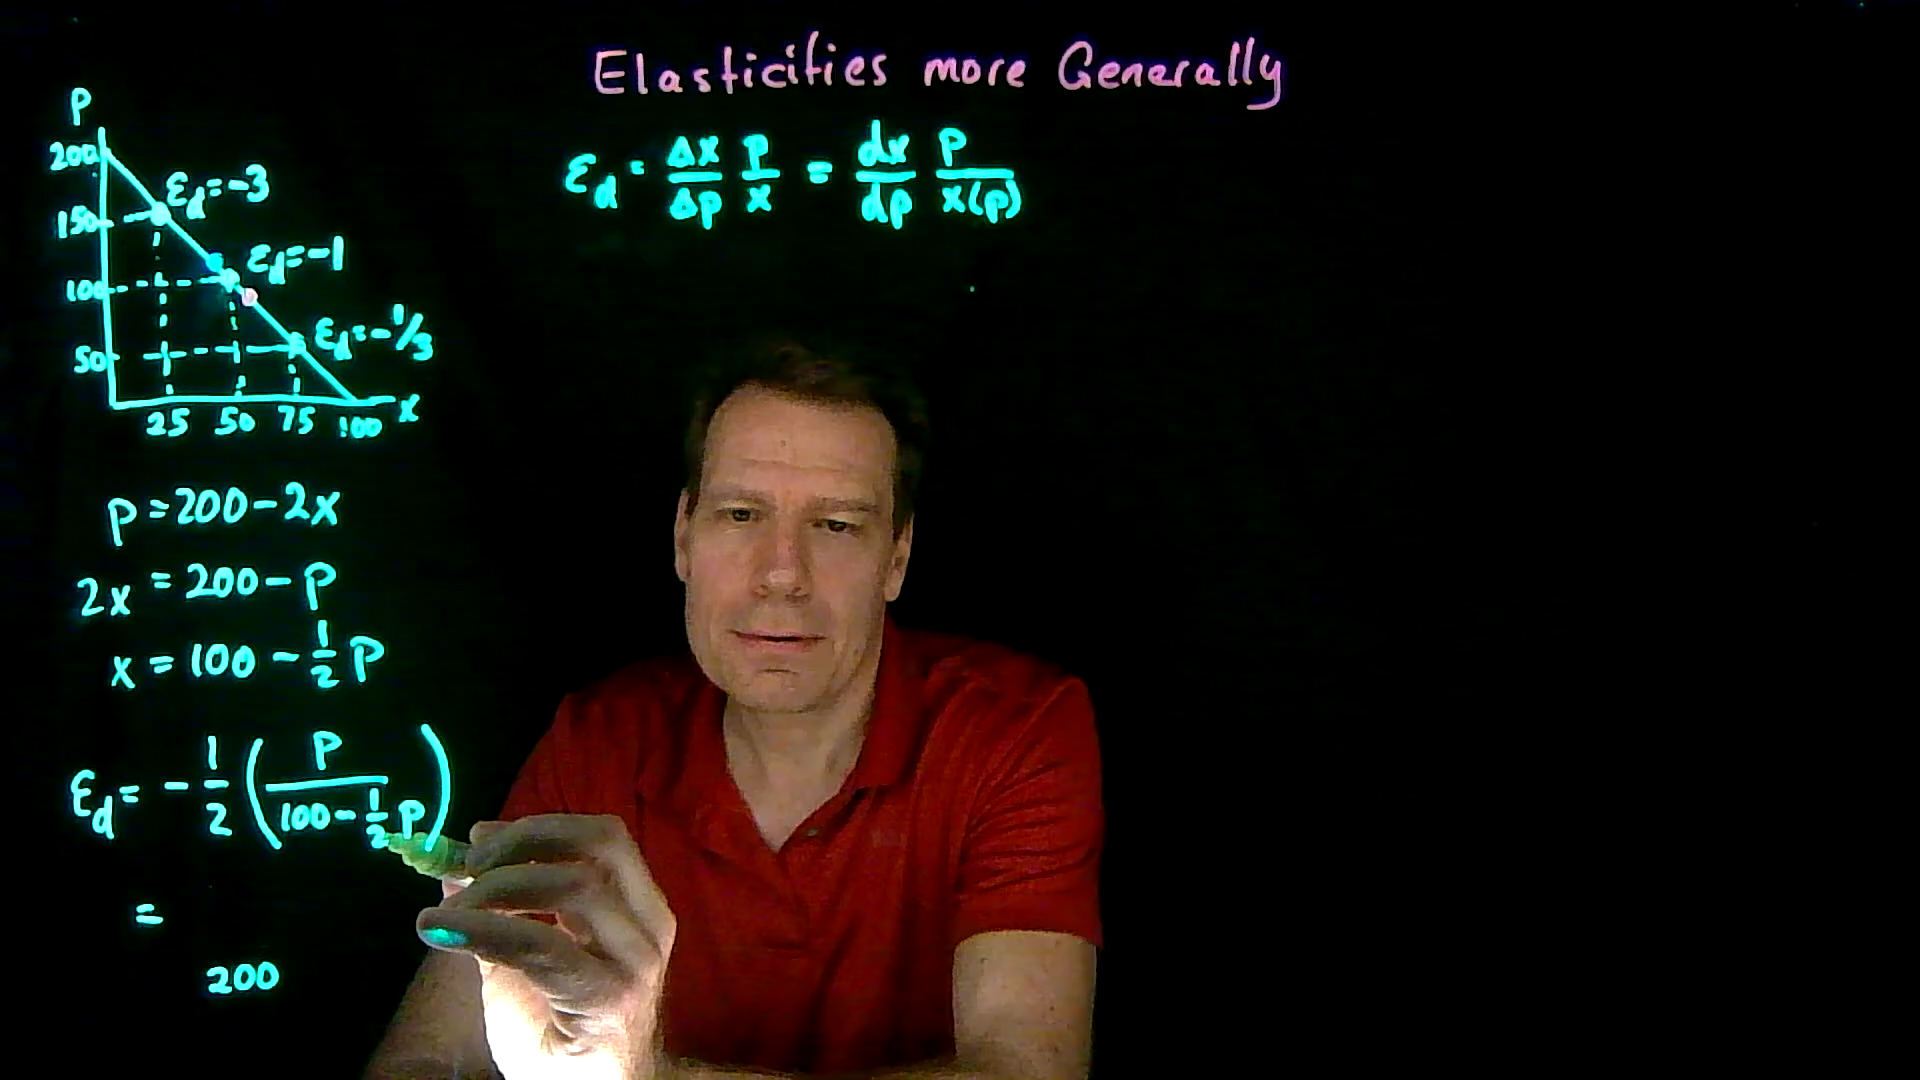 Elasticities more Generally
εd = Δx/Δp p/x = dx/dp p/x(p)
P
200
150
100
50
εd=-3
εd=-1
εd=-1/3
25 50 75 100 x
p=200-2x
2x=200-p
x=100-1/2 p
εd=-1/2(p/(100-1/2 p))
=
200